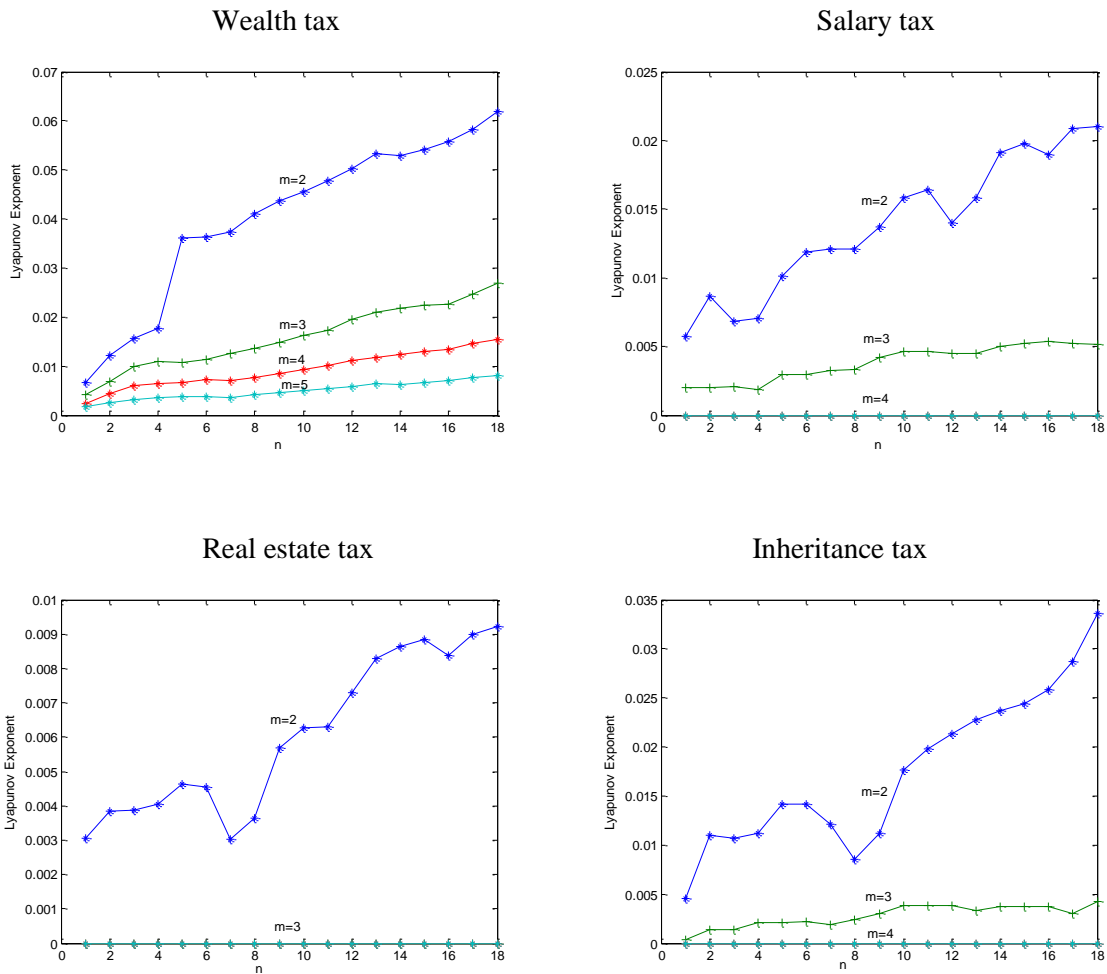 Wealth tax
Salary tax
0.07
0.06
0.05
0.04
0.03
0.02
0.01
0
Lyapunov Exponent
m=2
m=3
m=4
m=5
0 2 4 6 8 10 12 14 16 18
n
0.025
0.02
0.015
0.01
0.005
0
Lyapunov Exponent
m=2
m=3
m=4
0 2 4 6 8 10 12 14 16 18
n
Real estate tax
Inheritance tax
0.01
0.009
0.008
0.007
0.006
0.005
0.004
0.003
0.002
0.001
0
Lyapunov Exponent
m=2
m=3
0 2 4 6 8 10 12 14 16 18
n
0.035
0.03
0.025
0.02
0.015
0.01
0.005
0
Lyapunov Exponent
m=2
m=3
m=4
0 2 4 6 8 10 12 14 16 18
n